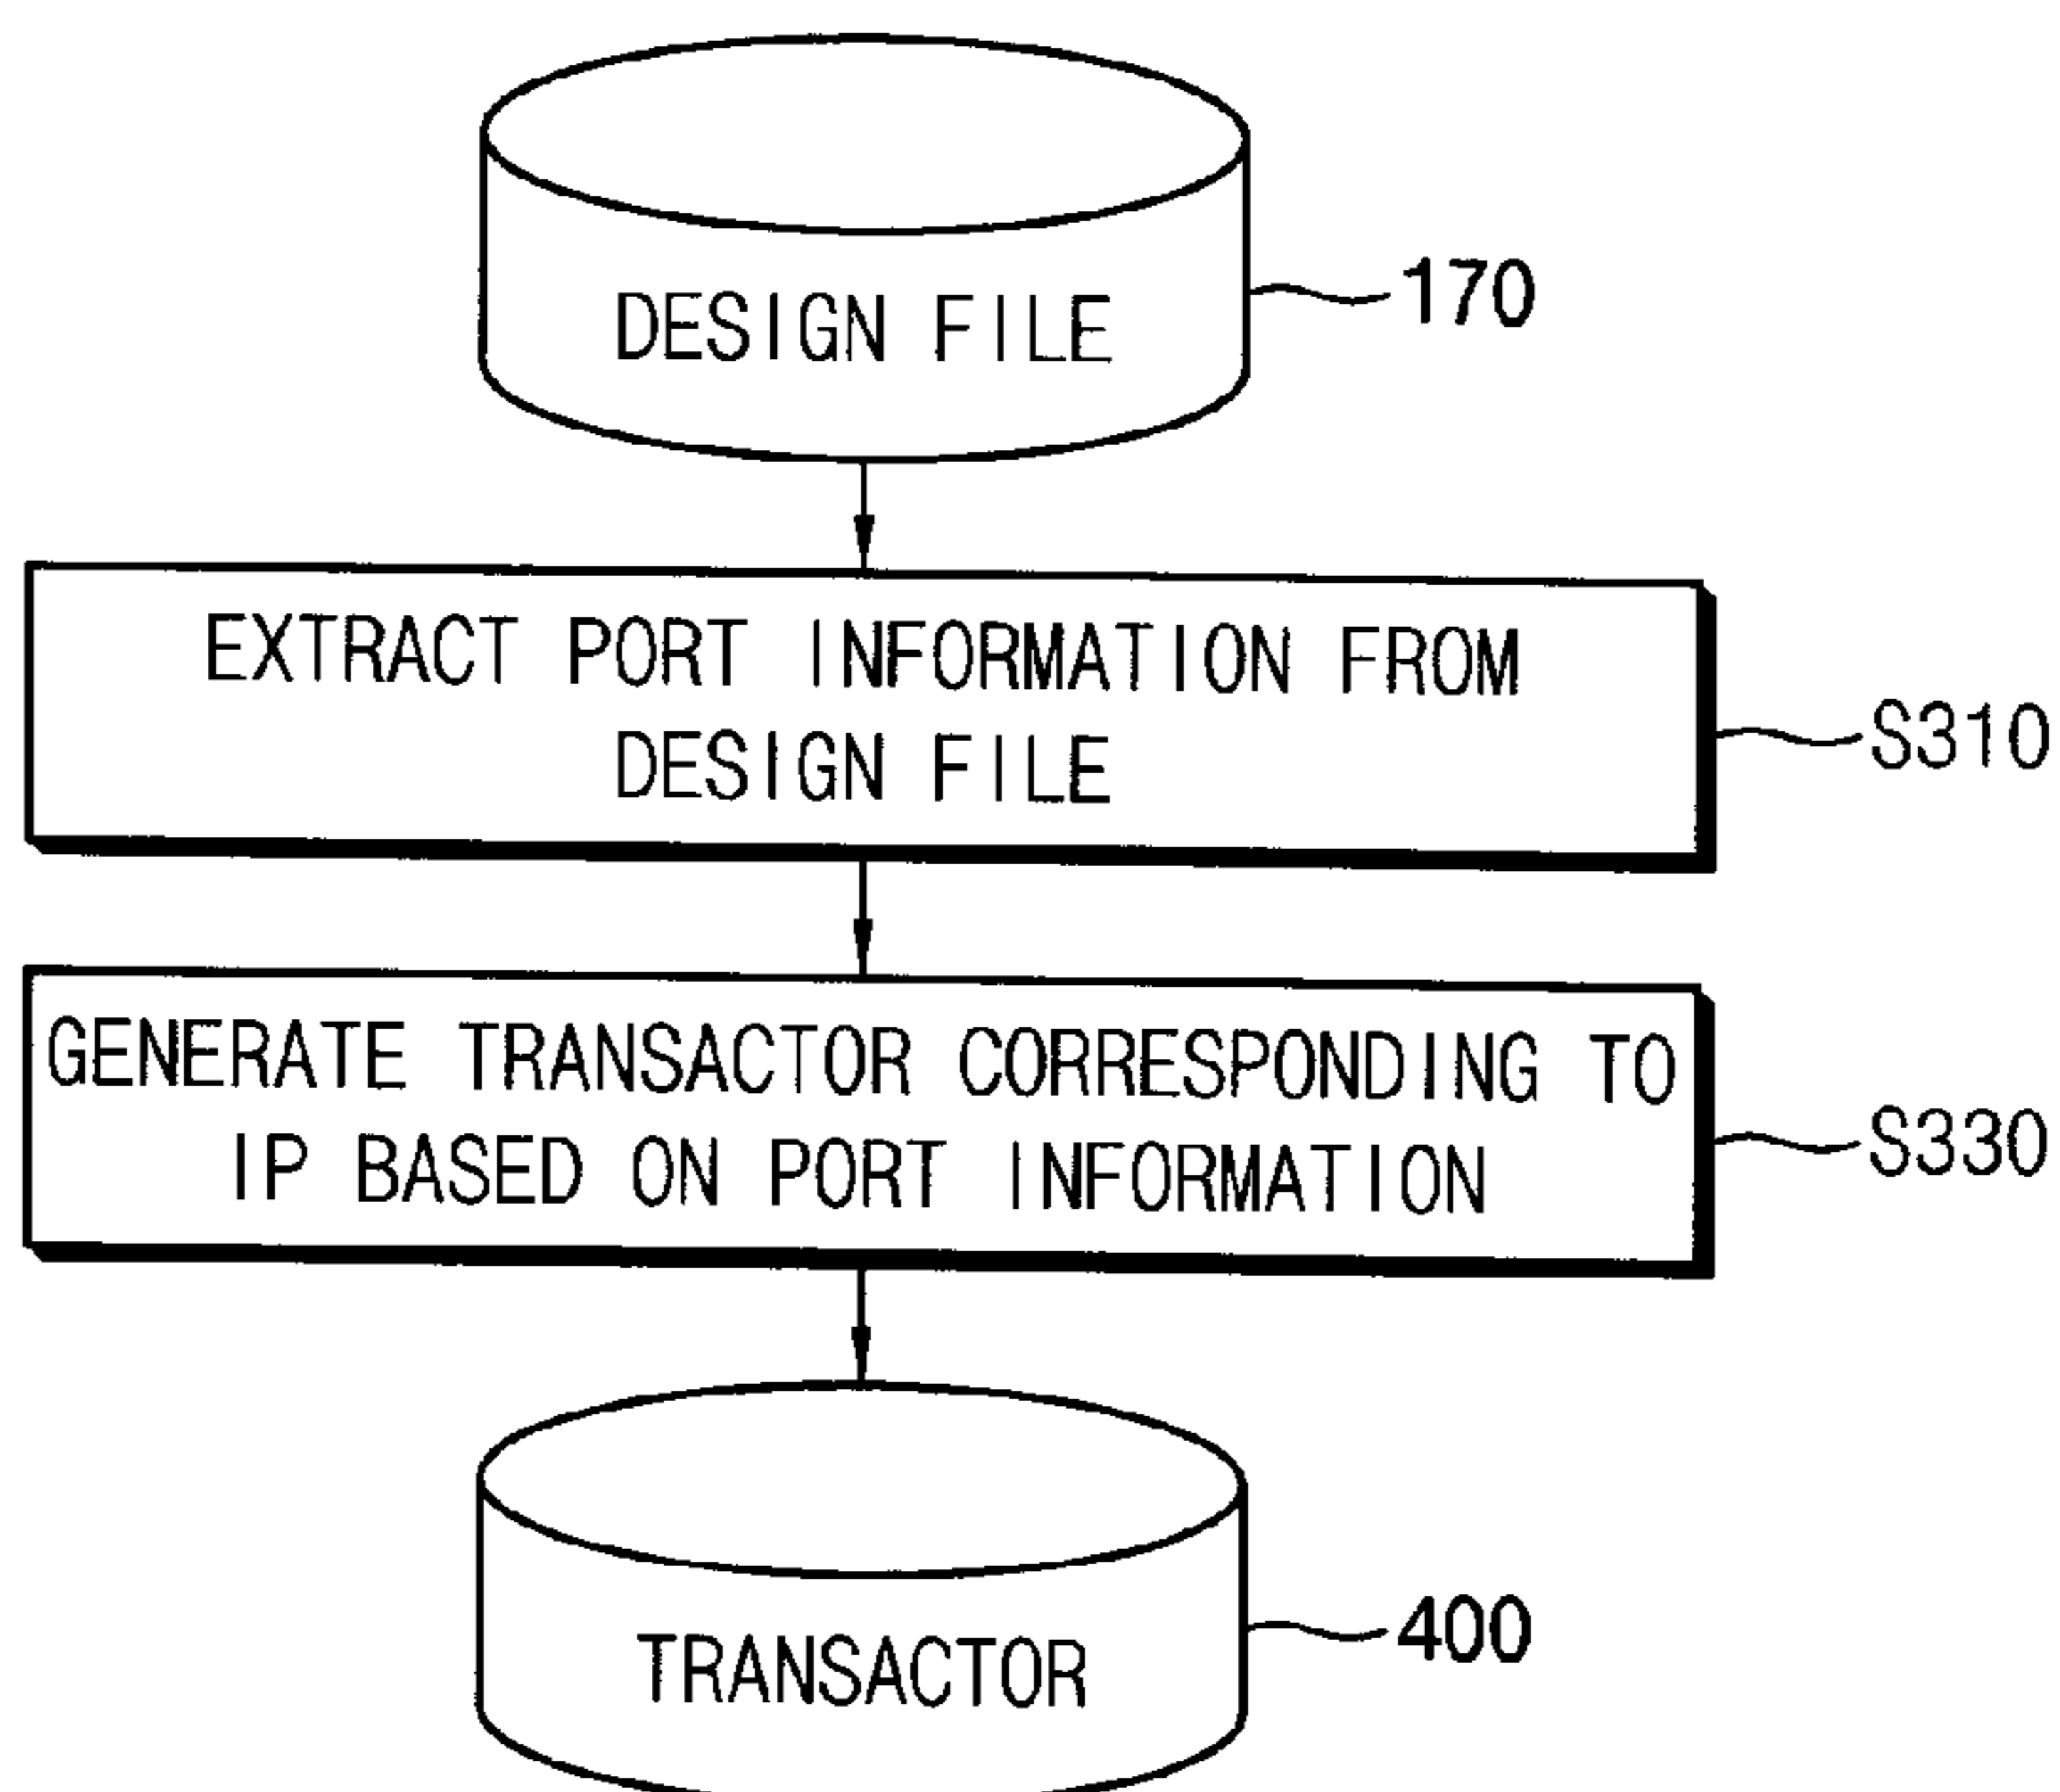 DESIGN FILE
170
EXTRACT PORT INFORMATION FROM
DESIGN FILE
S310
GENERATE TRANSACTOR CORRESPONDING TO
IP BASED ON PORT INFORMATION
S330
TRANSACTOR
400